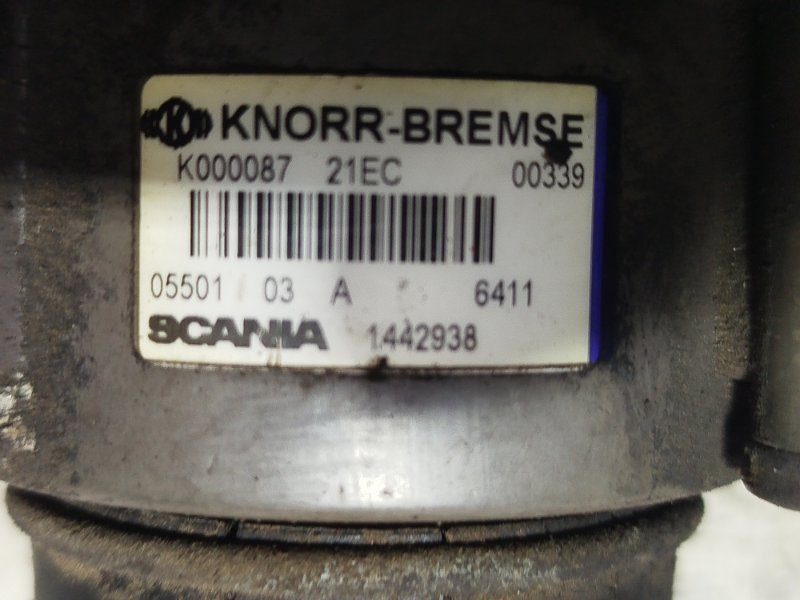 KNORR-BREMSE
K000087 21EC 00339
05501 03 A 6411
SCANIA 1442938